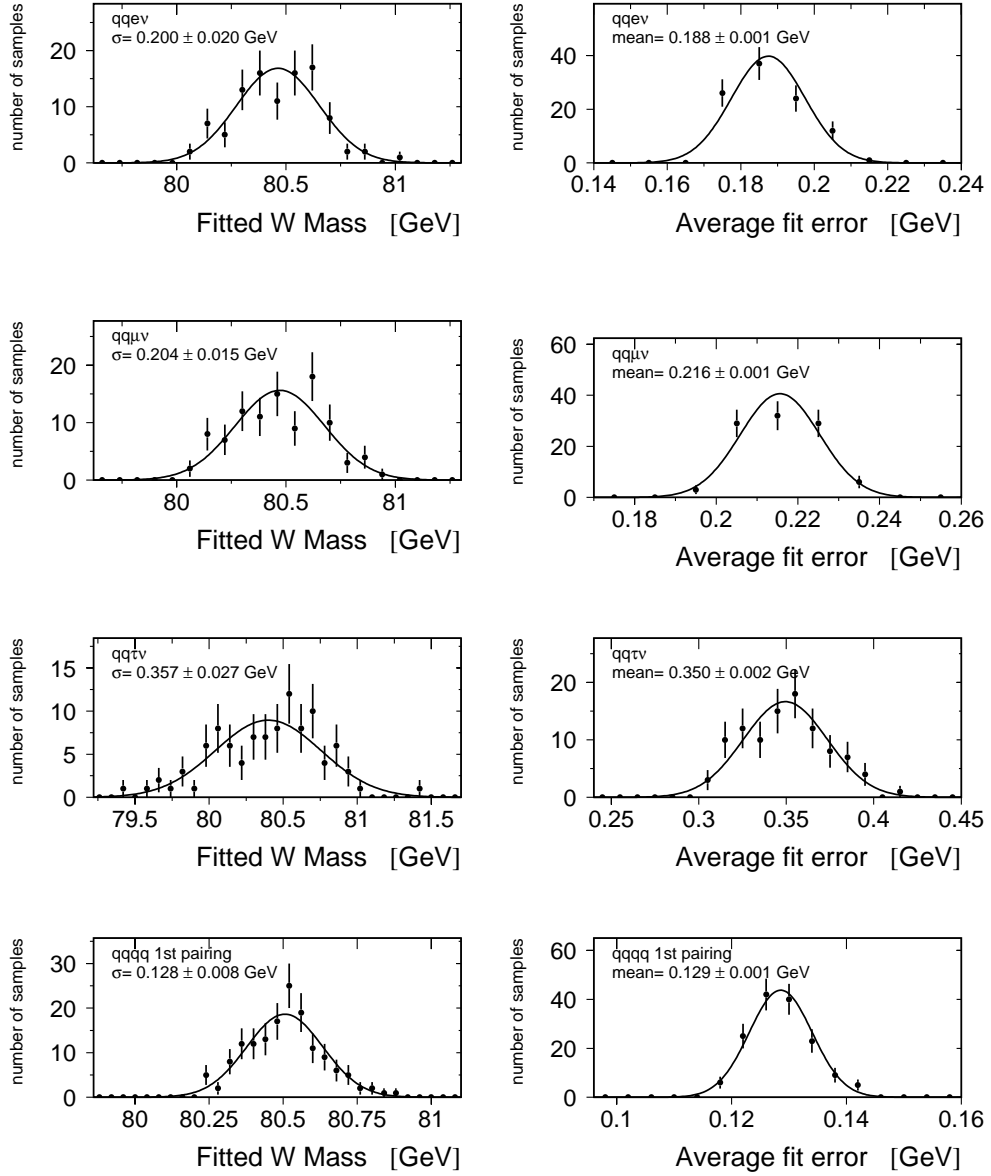 number of samples
qqeν
σ= 0.200 ± 0.020 GeV
20
10
0
80 80.5 81
Fitted W Mass [GeV]
number of samples
qqeν
mean= 0.188 ± 0.001 GeV
40
20
0
0.14 0.16 0.18 0.2 0.22 0.24
Average fit error [GeV]
number of samples
qqμν
σ= 0.204 ± 0.015 GeV
20
10
0
80 80.5 81
Fitted W Mass [GeV]
number of samples
qqμν
mean= 0.216 ± 0.001 GeV
60
40
20
0
0.18 0.2 0.22 0.24 0.26
Average fit error [GeV]
number of samples
qqτν
σ= 0.357 ± 0.027 GeV
15
10
5
0
79.5 80 80.5 81 81.5
Fitted W Mass [GeV]
number of samples
qqτν
mean= 0.350 ± 0.002 GeV
20
10
0
0.25 0.3 0.35 0.4 0.45
Average fit error [GeV]
number of samples
qqqq 1st pairing
σ= 0.128 ± 0.008 GeV
30
20
10
0
80 80.25 80.5 80.75 81
Fitted W Mass [GeV]
number of samples
qqqq 1st pairing
mean= 0.129 ± 0.001 GeV
60
40
20
0
0.1 0.12 0.14 0.16
Average fit error [GeV]